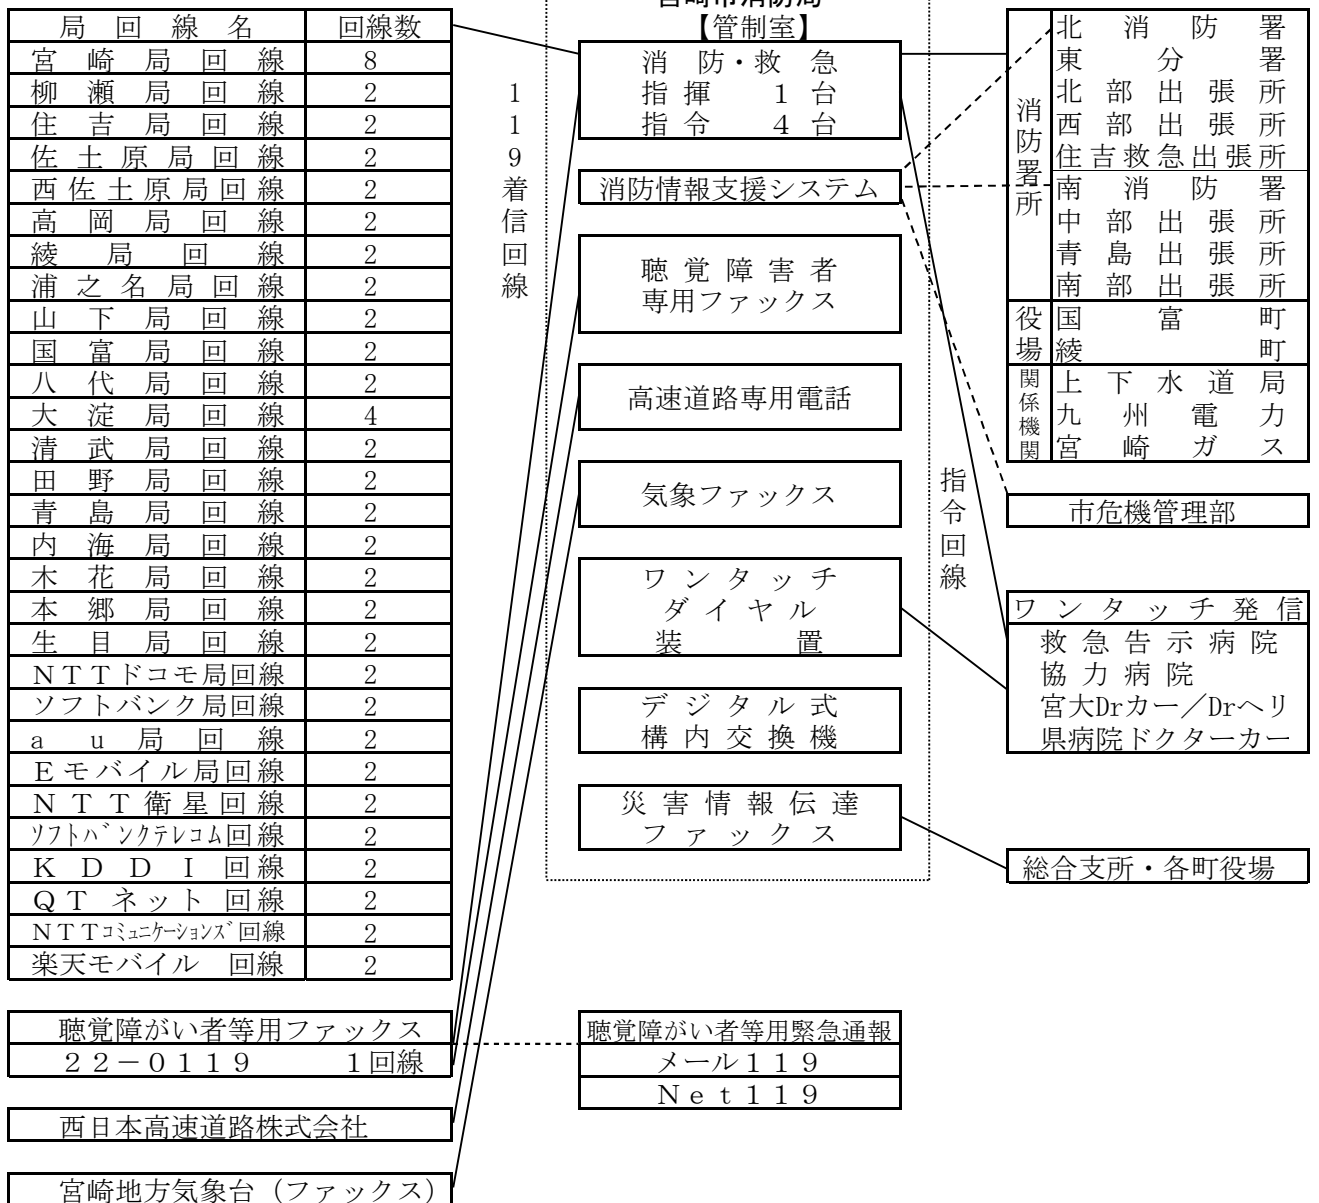 局回線名 回線数
宮崎局回線 8
柳瀬局回線 2
住吉局回線 2
佐土原局回線 2
西佐土原局回線 2
高岡局回線 2
綾局回線 2
浦之名局回線 2
山下局回線 2
国富局回線 2
八代局回線 2
大淀局回線 4
清武局回線 2
田野局回線 2
青島局回線 2
内海局回線 2
木花局回線 2
本郷局回線 2
生目局回線 2
NTTドコモ局回線 2
ソフトバンク局回線 2
au局回線 2
Eモバイル局回線 2
NTT衛星回線 2
ソフトバンクテレコム回線 2
KDDI回線 2
QTネット回線 2
NTTコミュニケーションズ回線 2
楽天モバイル 回線 2
聴覚障がい者等用ファックス
22-0119 1回線
西日本高速道路株式会社
宮崎地方気象台(ファックス)
119着信回線
宮崎市消防局
【管制室】
消防・救急
指揮 1台
指令 4台
消防情報支援システム
聴覚障害者
専用ファックス
高速道路専用電話
気象ファックス
ワンタッチ
ダイヤル
装置
デジタル式
構内交換機
災害情報伝達
ファックス
聴覚障がい者等用緊急通報
メール119
Net119
指令回線
消防署所
北消防署
東分署
北部出張所
西部出張所
住吉救急出張所
南消防署
中部出張所
青島出張所
南部出張所
役場
国富町
綾町
関係機関
上下水道局
九州電力
宮崎ガス
市危機管理部
ワンタッチ発信
救急告示病院
協力病院
宮大Drカー/Drヘリ
県病院ドクターカー
総合支所・各町役場